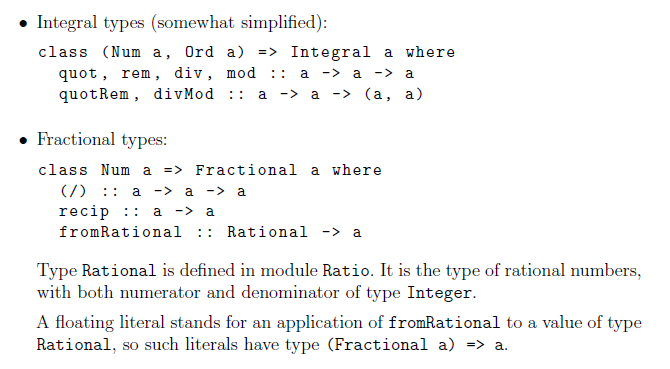 • Integral types (somewhat simplified):
class (Num a, Ord a) => Integral a where
quot, rem, div, mod :: a -> a -> a
quotRem, divMod :: a -> a -> (a, a)
• Fractional types:
class Num a => Fractional a where
(/) :: a -> a -> a
recip :: a -> a
fromRational :: Rational -> a
Type Rational is defined in module Ratio. It is the type of rational numbers,
with both numerator and denominator of type Integer.
A floating literal stands for an application of fromRational to a value of type
Rational, so such literals have type (Fractional a) => a.